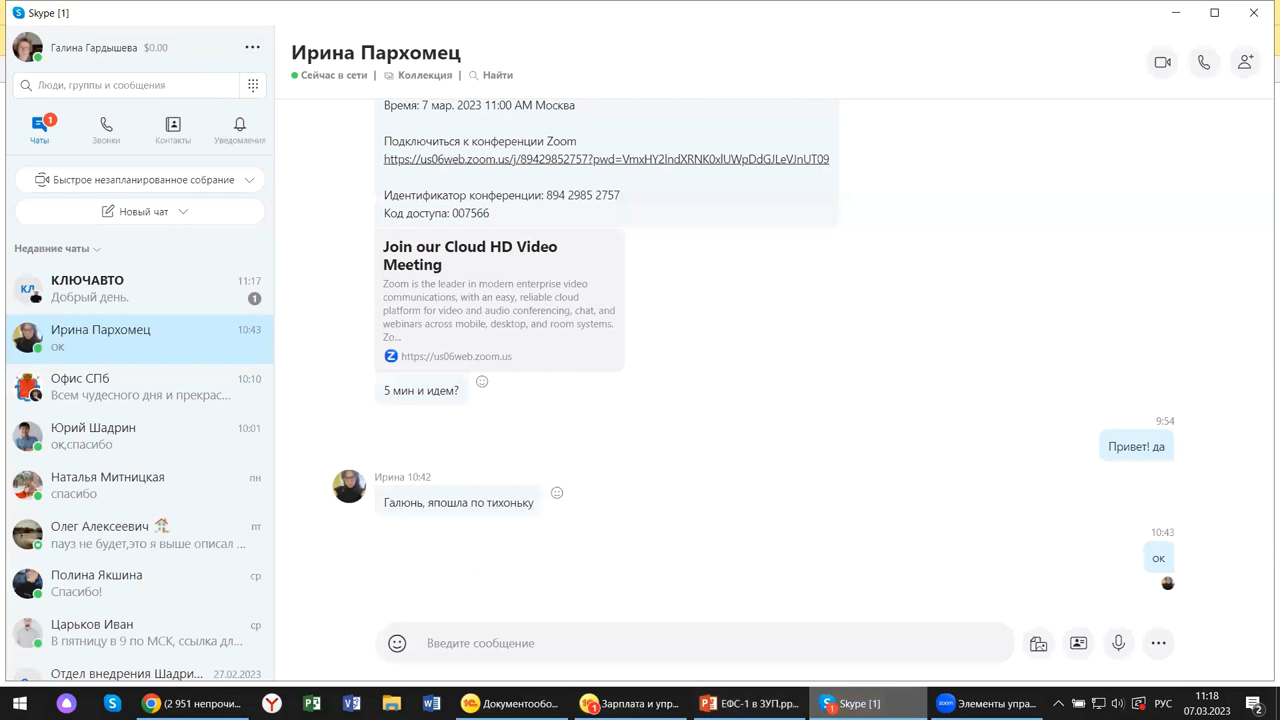 Skype [1]
Галина Гардышева $0.00
Люди, группы и сообщения
1
Чаты
Звонки
Контакты
Уведомления
Быстрое незапланированное собрание
Новый чат
Недавние чаты
КЛ
КЛЮЧАВТО 11:17
Добрый день. 1
Ирина Пархомец 10:43
ок
Офис СПб 10:10
Всем чудесного дня и прекрас...
Юрий Шадрин 10:01
ок,спасибо
Наталья Митницкая пн
спасибо
Олег Алексеевич пт
пауз не будет,это я выше описал ...
Полина Якшина ср
Спасибо!
Царьков Иван ср
В пятницу в 9 по МСК, ссылка дл...
Отдел внедрения Шадри... 27.02.2023
Ирина Пархомец
Сейчас в сети | Коллекция | Найти
Время: 7 мар. 2023 11:00 AM Москва
Подключиться к конференции Zoom
https://us06web.zoom.us/j/89429852757?pwd=VmxHY2lndXRNK0xlUWpDdGJLeVJnUT09
Идентификатор конференции: 894 2985 2757
Код доступа: 007566
Join our Cloud HD Video
Meeting
Zoom is the leader in modern enterprise video
communications, with an easy, reliable cloud
platform for video and audio conferencing, chat, and
webinars across mobile, desktop, and room systems.
Zo...
https://us06web.zoom.us
5 мин и идем?
9:54
Привет! да
Ирина 10:42
Галюнь, япошла по тихоньку
10:43
ок
Введите сообщение
(2 951 непрочи...
Документообо...
Зарплата и упр...
ЕФС-1 в ЗУП.pp...
Skype [1]
Элементы упра...
РУС
11:18
07.03.2023
2